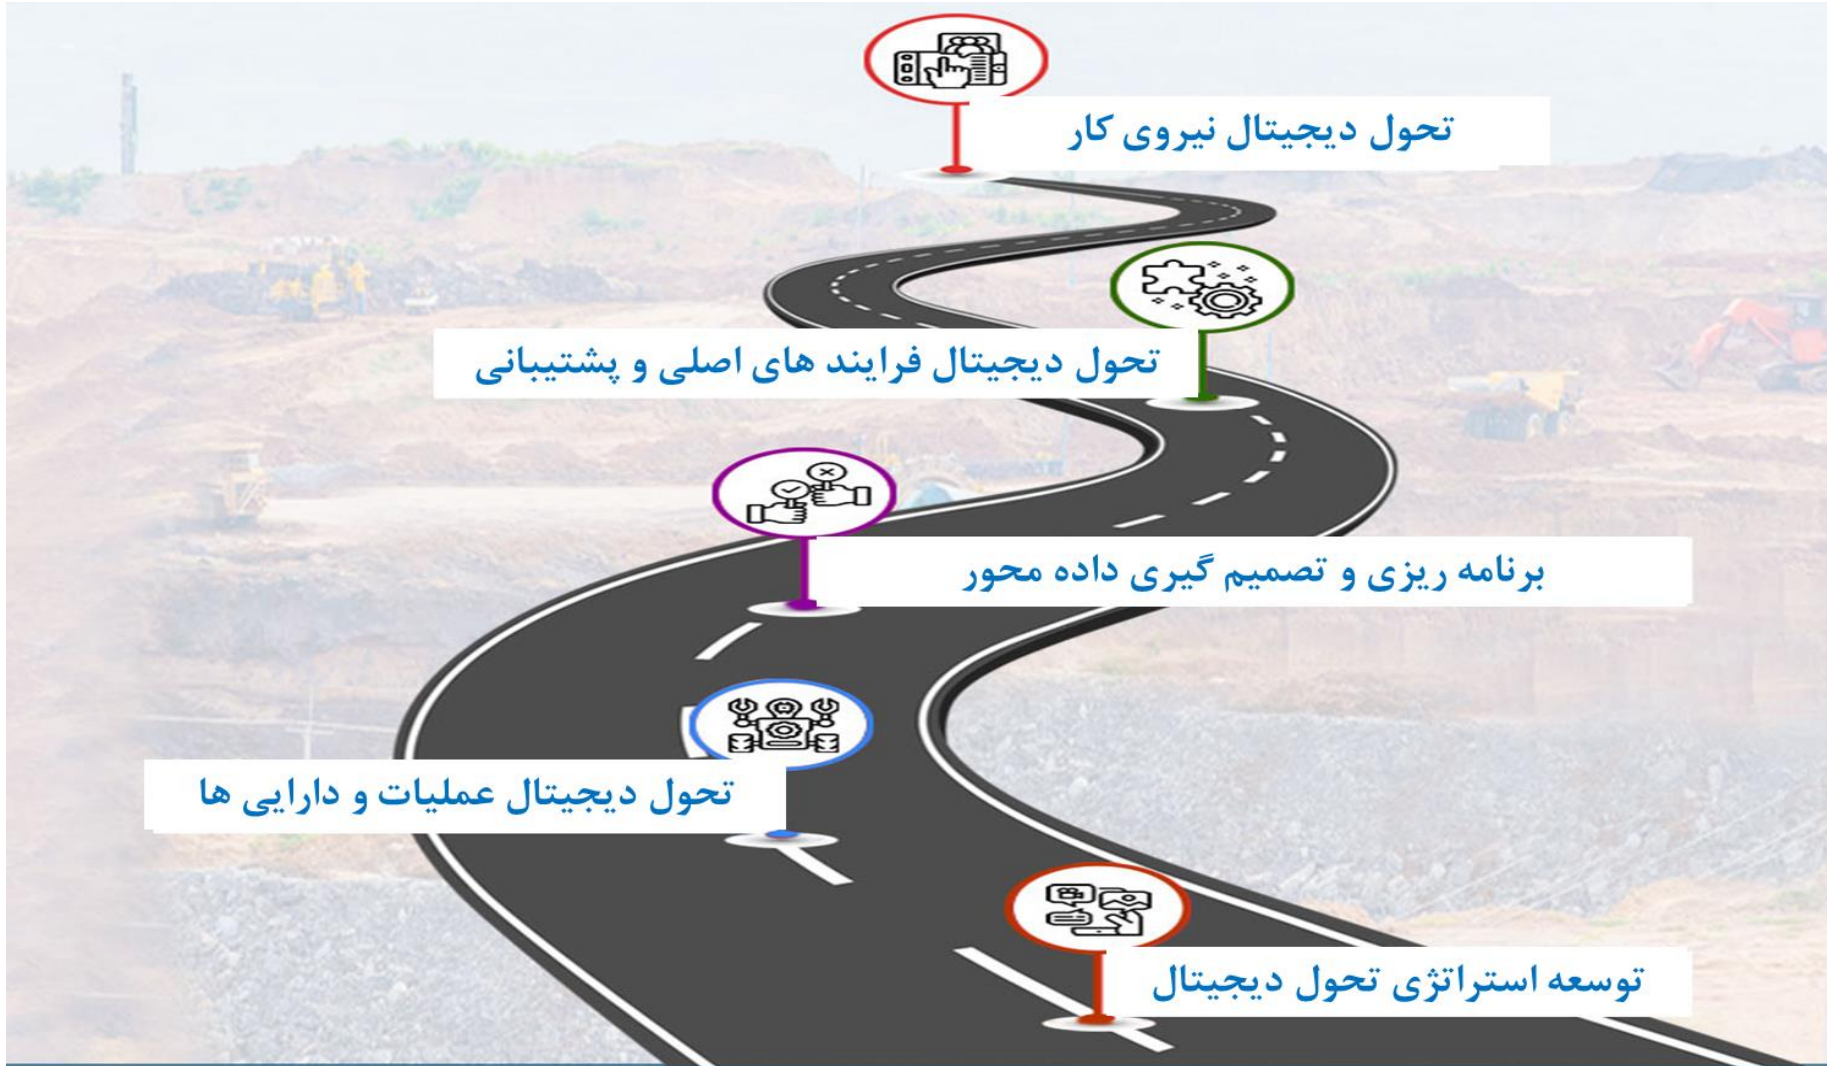 تحول دیجیتال نیروی کار
تحول دیجیتال فرایند های اصلی و پشتیبانی
برنامه ریزی و تصمیم گیری داده محور
تحول دیجیتال عملیات و دارایی ها
توسعه استراتژی تحول دیجیتال